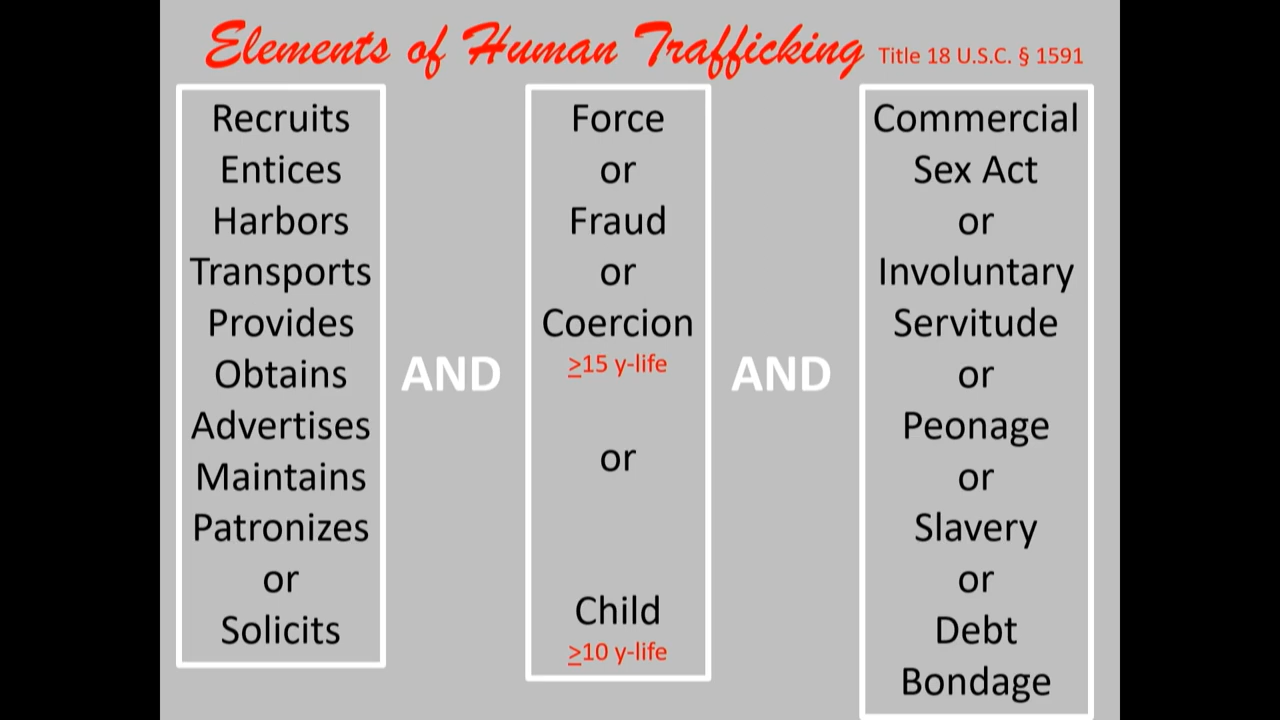 Elements of Human Trafficking Title 18 U.S.C. § 1591
Recruits
Entices
Harbors
Transports
Provides
Obtains
Advertises
Maintains
Patronizes
or
Solicits
AND
Force
or
Fraud
or
Coercion
≥15 y-life
or
Child
≥10 y-life
AND
Commercial
Sex Act
or
Involuntary
Servitude
or
Peonage
or
Slavery
or
Debt
Bondage